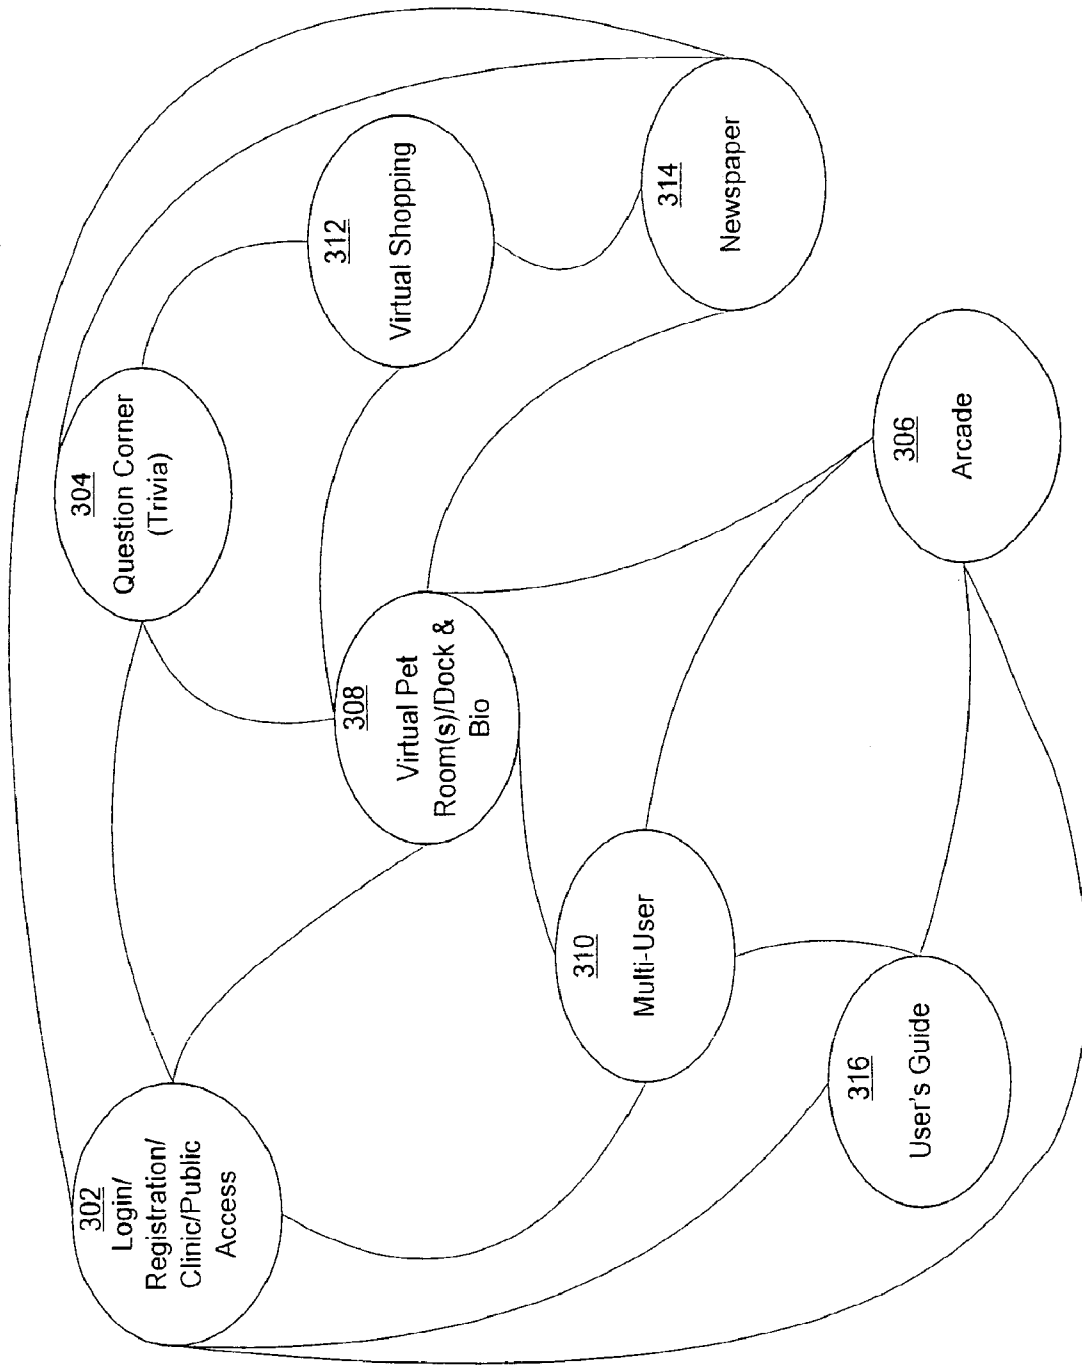 302
Login/
Registration/
Clinic/Public
Access
304
Question Corner
(Trivia)
308
Virtual Pet
Room(s)/Dock &
Bio
312
Virtual Shopping
310
Multi-User
314
Newspaper
316
User's Guide
306
Arcade